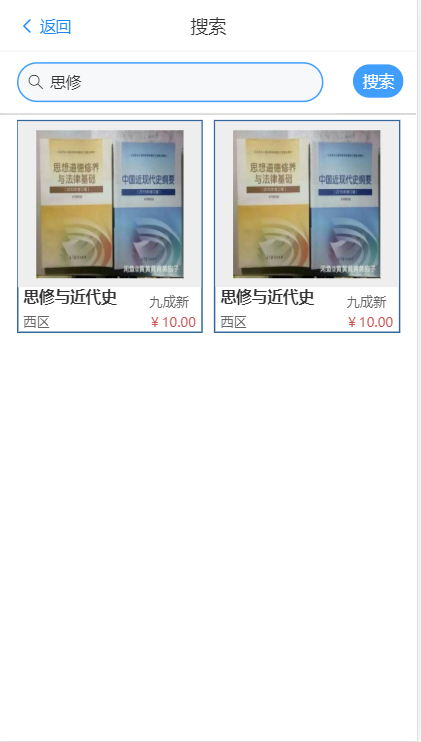 返回
搜索
思修
搜索
思想道德修养
与法律基础
中国近现代史纲要
思想道德修养
与法律基础
中国近现代史纲要
思修与近代史
九成新
西区
¥ 10.00
思修与近代史
九成新
西区
¥ 10.00